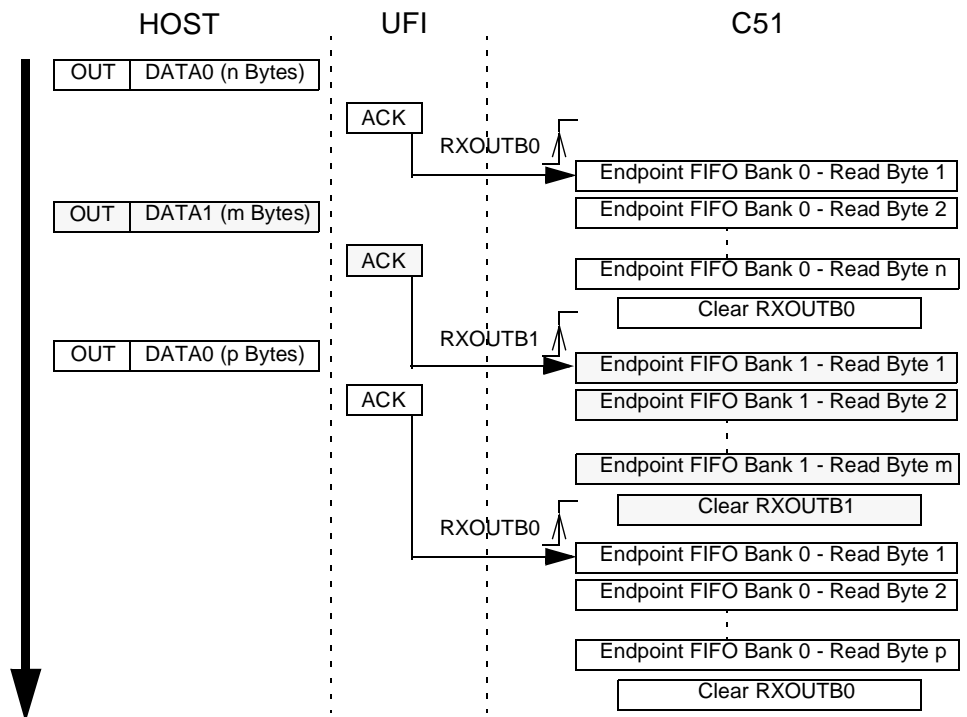 HOST UFI C51
OUT DATA0 (n Bytes)
ACK
RXOUTB0
Endpoint FIFO Bank 0 - Read Byte 1
OUT DATA1 (m Bytes)
Endpoint FIFO Bank 0 - Read Byte 2
ACK
Endpoint FIFO Bank 0 - Read Byte n
Clear RXOUTB0
RXOUTB1
OUT DATA0 (p Bytes)
Endpoint FIFO Bank 1 - Read Byte 1
ACK
Endpoint FIFO Bank 1 - Read Byte 2
Endpoint FIFO Bank 1 - Read Byte m
Clear RXOUTB1
RXOUTB0
Endpoint FIFO Bank 0 - Read Byte 1
Endpoint FIFO Bank 0 - Read Byte 2
Endpoint FIFO Bank 0 - Read Byte p
Clear RXOUTB0